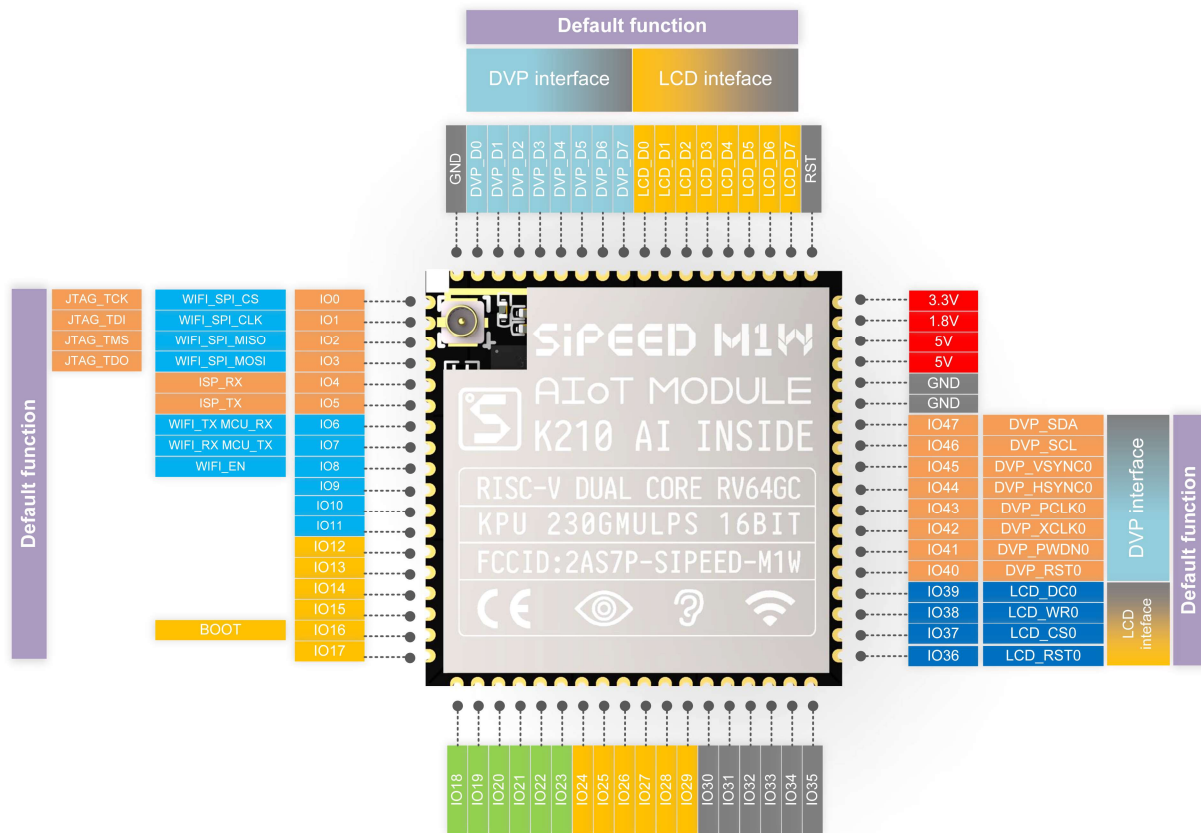 Default function
DVP interface LCD inteface
GND DVP_D0 DVP_D1 DVP_D2 DVP_D3 DVP_D4 DVP_D5 DVP_D6 DVP_D7 LCD_D0 LCD_D1 LCD_D2 LCD_D3 LCD_D4 LCD_D5 LCD_D6 LCD_D7 RST
Default function
JTAG_TCK WIFI_SPI_CS IO0
JTAG_TDI WIFI_SPI_CLK IO1
JTAG_TMS WIFI_SPI_MISO IO2
JTAG_TDO WIFI_SPI_MOSI IO3
ISP_RX IO4
ISP_TX IO5
WIFI_TX MCU_RX IO6
WIFI_RX MCU_TX IO7
WIFI_EN IO8
IO9
IO10
IO11
IO12
IO13
IO14
IO15
BOOT IO16
IO17
SiPEED M1W
AIoT MODULE
K210 AI INSIDE
RISC-V DUAL CORE RV64GC
KPU 230GMULPS 16BIT
FCCID:2AS7P-SIPEED-M1W
CE
3.3V
1.8V
5V
5V
GND
GND
IO47 DVP_SDA
IO46 DVP_SCL
IO45 DVP_VSYNC0
IO44 DVP_HSYNC0
IO43 DVP_PCLK0
IO42 DVP_XCLK0
IO41 DVP_PWDN0
IO40 DVP_RST0
IO39 LCD_DC0
IO38 LCD_WR0
IO37 LCD_CS0
IO36 LCD_RST0
DVP interface
LCD
inteface
Default function
IO18 IO19 IO20 IO21 IO22 IO23 IO24 IO25 IO26 IO27 IO28 IO29 IO30 IO31 IO32 IO33 IO34 IO35